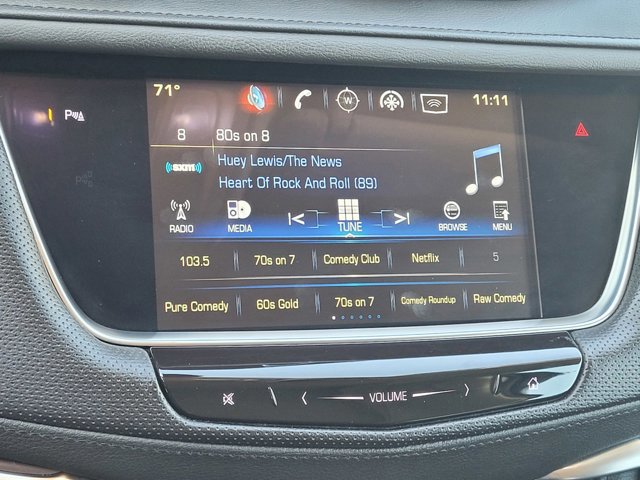 71° W 11:11
P
8 80s on 8
((SXM)) Huey Lewis/The News
Heart Of Rock And Roll (89)
RADIO MEDIA TUNE BROWSE MENU
103.5 70s on 7 Comedy Club Netflix 5
Pure Comedy 60s Gold 70s on 7 Comedy Roundup Raw Comedy
VOLUME